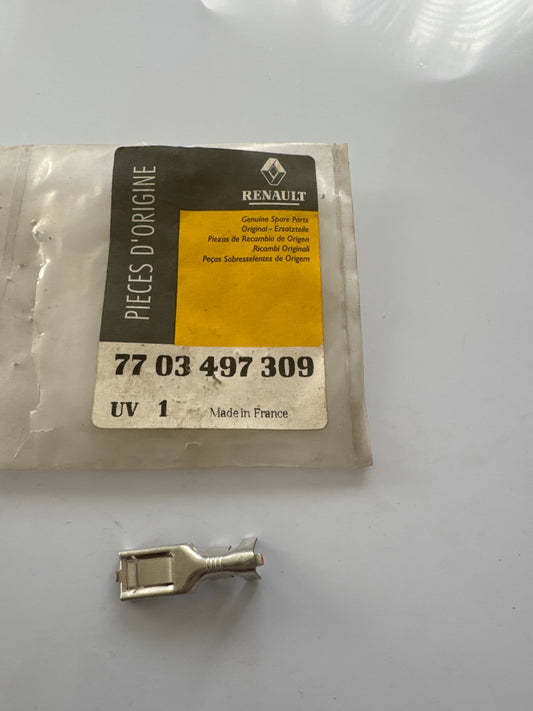 PIECES D'ORIGINE
RENAULT
Genuine Spare Parts
Original - Ersatzteile
Piezas de Recambio de Origen
Ricambi Originali
Peças Sobresselentes de Origem
77 03 497 309
UV 1 Made in France